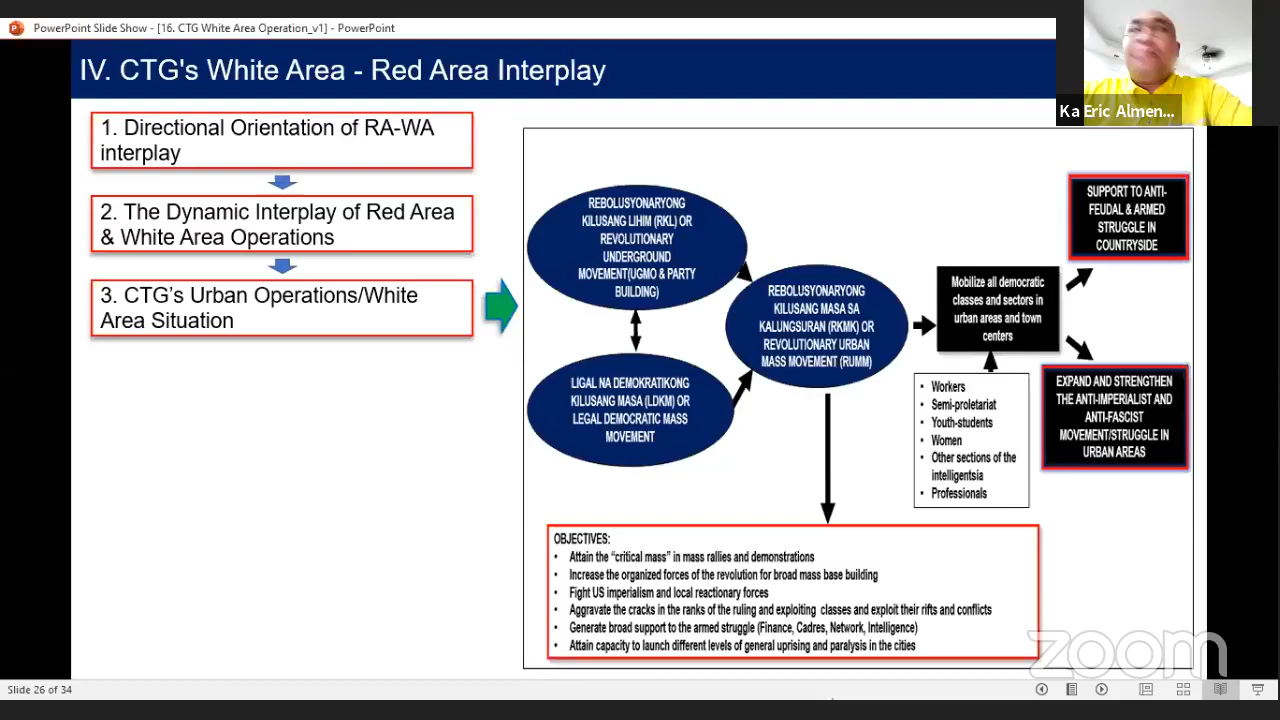 PowerPoint Slide Show - [16. CTG White Area Operation_v1] - PowerPoint
IV. CTG's White Area - Red Area Interplay
Ka Eric Almen...
1. Directional Orientation of RA-WA
interplay
2. The Dynamic Interplay of Red Area
& White Area Operations
3. CTG's Urban Operations/White
Area Situation
REBOLUSYONARYONG
KILUSANG LIHIM (RKL) OR
REVOLUTIONARY
UNDERGROUND
MOVEMENT(UGMO & PARTY
BUILDING)
LIGAL NA DEMOKRATIKONG
KILUSANG MASA (LDKM) OR
LEGAL DEMOCRATIC MASS
MOVEMENT
REBOLUSYONARYONG
KILUSANG MASA SA
KALUNGSURAN (RKMK) OR
REVOLUTIONARY URBAN
MASS MOVEMENT (RUMM)
Mobilize all democratic
classes and sectors in
urban areas and town
centers
• Workers
• Semi-proletariat
• Youth-students
• Women
• Other sections of the
intelligentsia
• Professionals
SUPPORT TO ANTI-
FEUDAL & ARMED
STRUGGLE IN
COUNTRYSIDE
EXPAND AND STRENGTHEN
THE ANTI-IMPERIALIST AND
ANTI-FASCIST
MOVEMENT/STRUGGLE IN
URBAN AREAS
OBJECTIVES:
• Attain the “critical mass” in mass rallies and demonstrations
• Increase the organized forces of the revolution for broad mass base building
• Fight US imperialism and local reactionary forces
• Aggravate the cracks in the ranks of the ruling and exploiting classes and exploit their rifts and conflicts
• Generate broad support to the armed struggle (Finance, Cadres, Network, Intelligence)
• Attain capacity to launch different levels of general uprising and paralysis in the cities
zoom
Slide 26 of 34